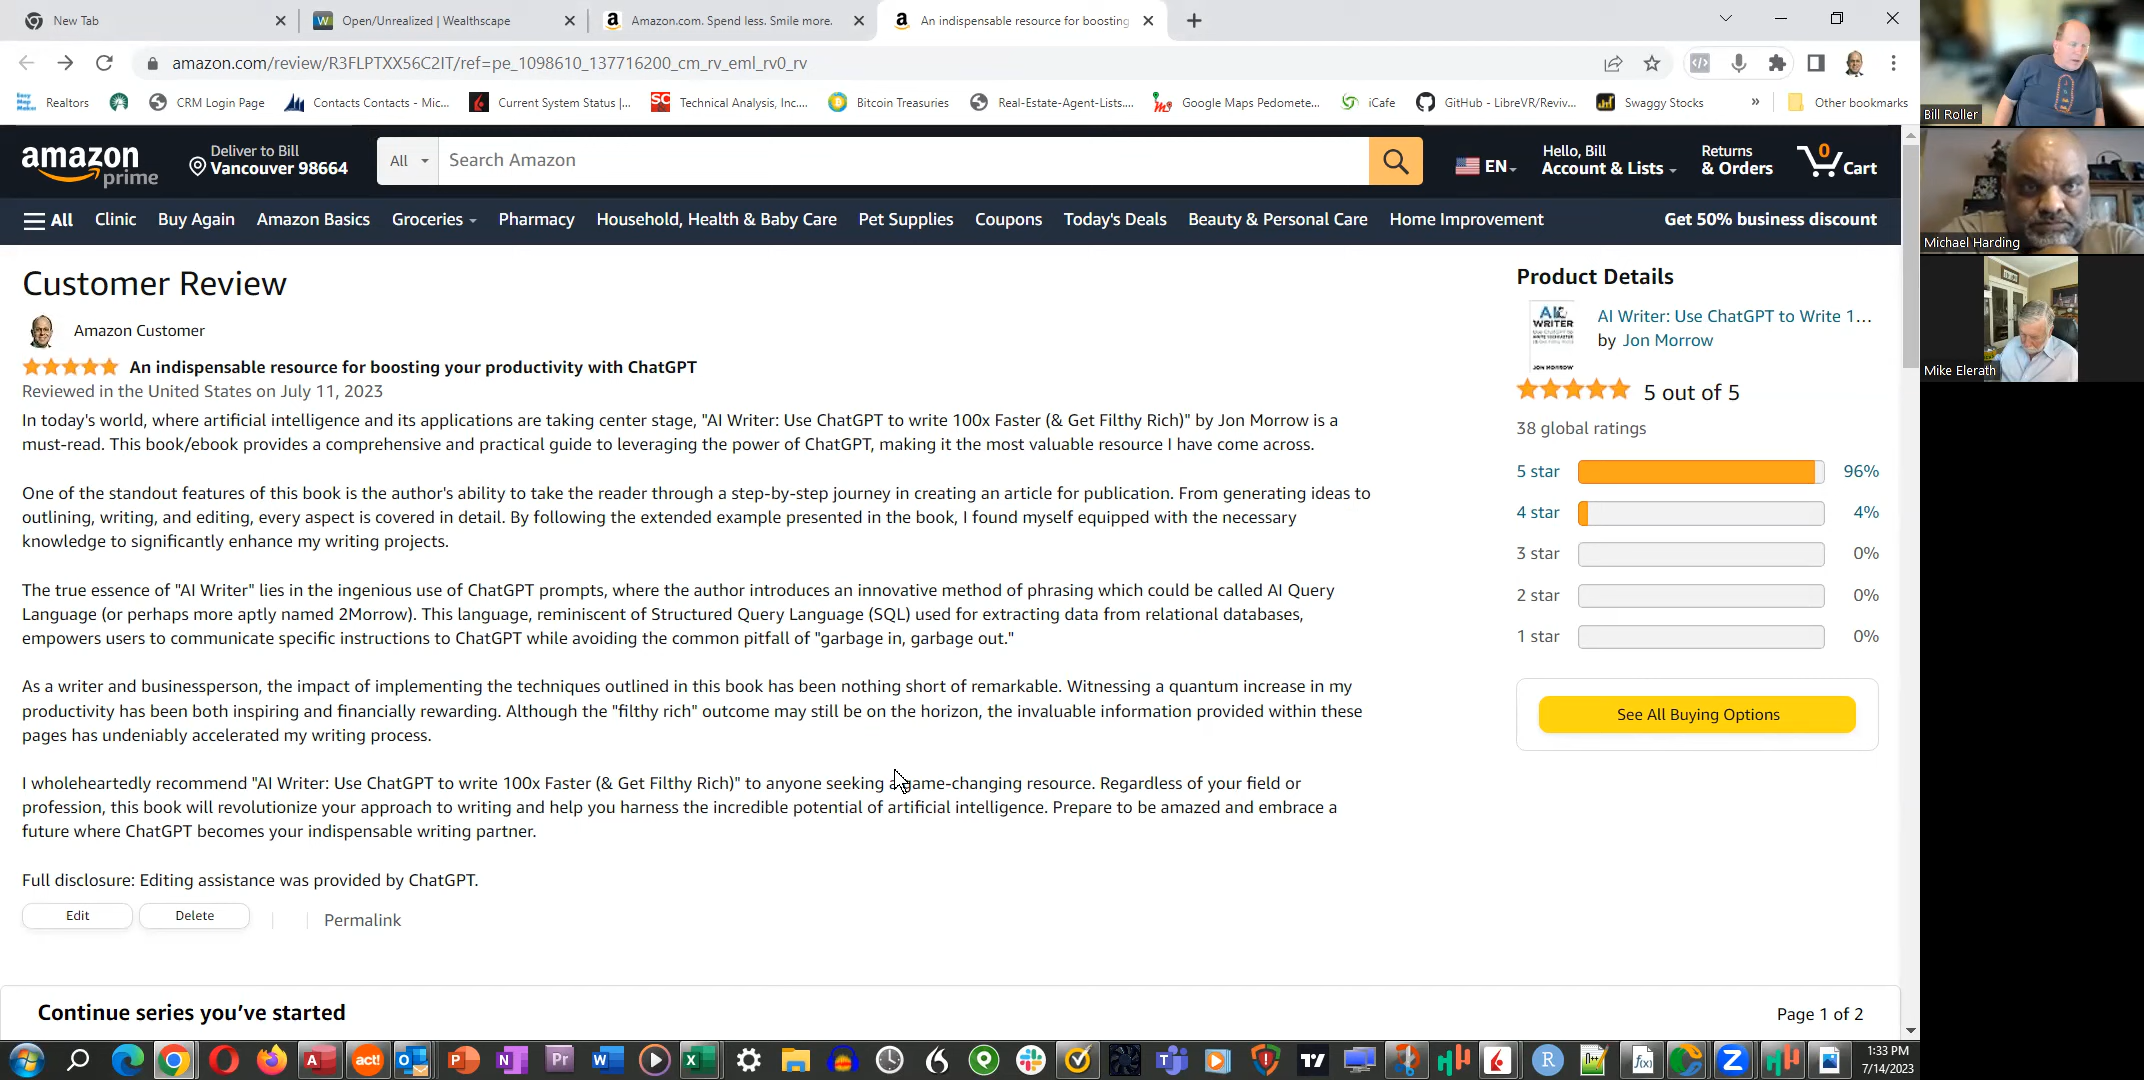 New Tab
Open/Unrealized | Wealthscape
Amazon.com. Spend less. Smile more.
An indispensable resource for boosting
amazon.com/review/R3FLPTXX56C2IT/ref=pe_1098610_137716200_cm_rv_eml_rv0_rv
Realtors
CRM Login Page
Contacts Contacts - Mic...
Current System Status |...
Technical Analysis, Inc....
Bitcoin Treasuries
Real-Estate-Agent-Lists....
Google Maps Pedomete...
iCafe
GitHub - LibreVR/Reviv...
Swaggy Stocks
»
Other bookmarks
Bill Roller
Michael Harding
Mike Elerath
amazon prime
Deliver to Bill
Vancouver 98664
All
Search Amazon
EN
Hello, Bill
Account & Lists
Returns
& Orders
0
Cart
All
Clinic
Buy Again
Amazon Basics
Groceries
Pharmacy
Household, Health & Baby Care
Pet Supplies
Coupons
Today's Deals
Beauty & Personal Care
Home Improvement
Get 50% business discount
Customer Review
Amazon Customer
An indispensable resource for boosting your productivity with ChatGPT
Reviewed in the United States on July 11, 2023
In today's world, where artificial intelligence and its applications are taking center stage, "AI Writer: Use ChatGPT to write 100x Faster (& Get Filthy Rich)" by Jon Morrow is a
must-read. This book/ebook provides a comprehensive and practical guide to leveraging the power of ChatGPT, making it the most valuable resource I have come across.
One of the standout features of this book is the author's ability to take the reader through a step-by-step journey in creating an article for publication. From generating ideas to
outlining, writing, and editing, every aspect is covered in detail. By following the extended example presented in the book, I found myself equipped with the necessary
knowledge to significantly enhance my writing projects.
The true essence of "AI Writer" lies in the ingenious use of ChatGPT prompts, where the author introduces an innovative method of phrasing which could be called AI Query
Language (or perhaps more aptly named 2Morrow). This language, reminiscent of Structured Query Language (SQL) used for extracting data from relational databases,
empowers users to communicate specific instructions to ChatGPT while avoiding the common pitfall of "garbage in, garbage out."
As a writer and businessperson, the impact of implementing the techniques outlined in this book has been nothing short of remarkable. Witnessing a quantum increase in my
productivity has been both inspiring and financially rewarding. Although the "filthy rich" outcome may still be on the horizon, the invaluable information provided within these
pages has undeniably accelerated my writing process.
I wholeheartedly recommend "AI Writer: Use ChatGPT to write 100x Faster (& Get Filthy Rich)" to anyone seeking a game-changing resource. Regardless of your field or
profession, this book will revolutionize your approach to writing and help you harness the incredible potential of artificial intelligence. Prepare to be amazed and embrace a
future where ChatGPT becomes your indispensable writing partner.
Full disclosure: Editing assistance was provided by ChatGPT.
Edit
Delete
Permalink
Product Details
AI
WRITER
JON MORROW
AI Writer: Use ChatGPT to Write 1...
by Jon Morrow
5 out of 5
38 global ratings
5 star 96%
4 star 4%
3 star 0%
2 star 0%
1 star 0%
See All Buying Options
Continue series you've started
Page 1 of 2
1:33 PM
7/14/2023